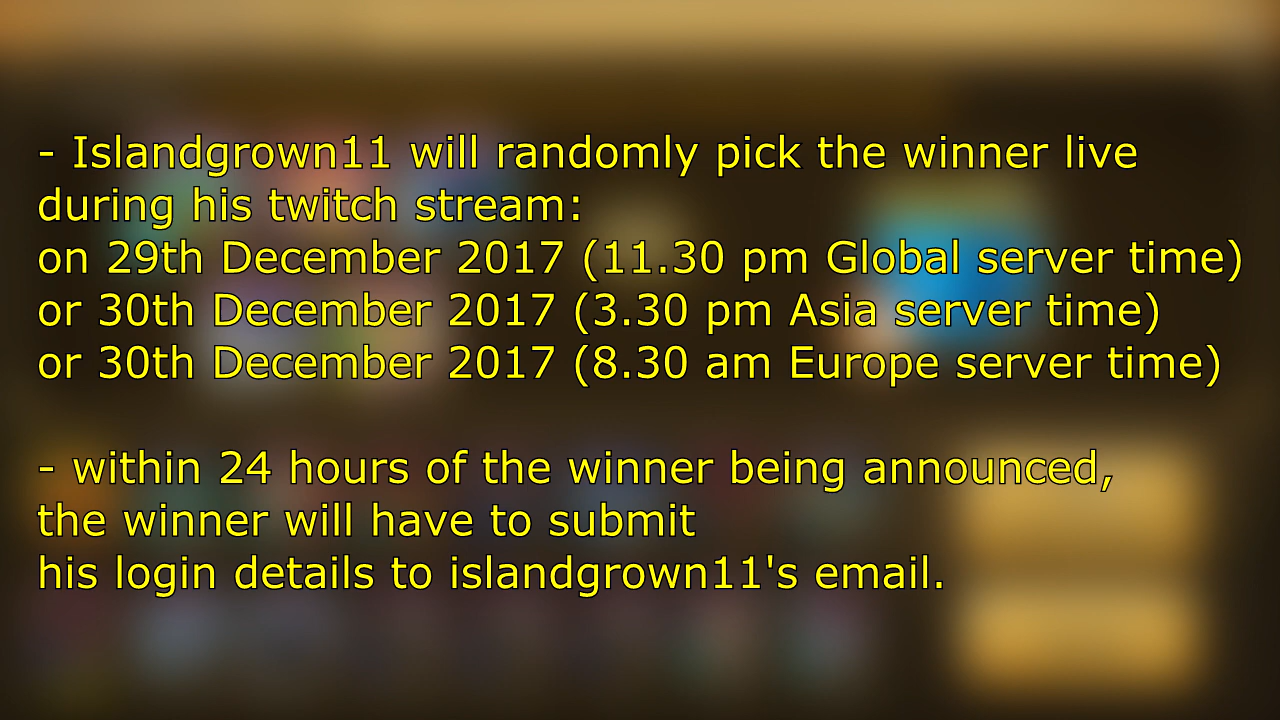 - Islandgrown11 will randomly pick the winner live
during his twitch stream:
on 29th December 2017 (11.30 pm Global server time)
or 30th December 2017 (3.30 pm Asia server time)
or 30th December 2017 (8.30 am Europe server time)
- within 24 hours of the winner being announced,
the winner will have to submit
his login details to islandgrown11's email.